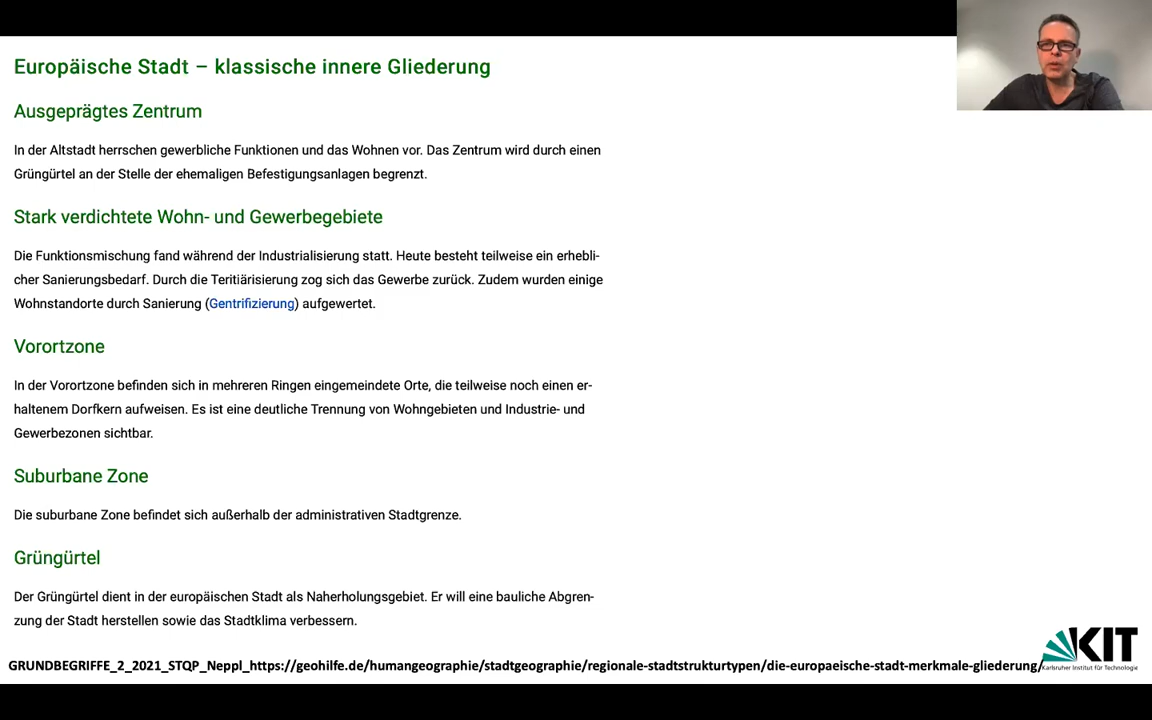 Europäische Stadt – klassische innere Gliederung
Ausgeprägtes Zentrum
In der Altstadt herrschen gewerbliche Funktionen und das Wohnen vor. Das Zentrum wird durch einen
Grüngürtel an der Stelle der ehemaligen Befestigungsanlagen begrenzt.
Stark verdichtete Wohn- und Gewerbegebiete
Die Funktionsmischung fand während der Industrialisierung statt. Heute besteht teilweise ein erhebli-
cher Sanierungsbedarf. Durch die Teritiärisierung zog sich das Gewerbe zurück. Zudem wurden einige
Wohnstandorte durch Sanierung (Gentrifizierung) aufgewertet.
Vorortzone
In der Vorortzone befinden sich in mehreren Ringen eingemeindete Orte, die teilweise noch einen er-
haltenem Dorfkern aufweisen. Es ist eine deutliche Trennung von Wohngebieten und Industrie- und
Gewerbezonen sichtbar.
Suburbane Zone
Die suburbane Zone befindet sich außerhalb der administrativen Stadtgrenze.
Grüngürtel
Der Grüngürtel dient in der europäischen Stadt als Naherholungsgebiet. Er will eine bauliche Abgren-
zung der Stadt herstellen sowie das Stadtklima verbessern.
KIT
Karlsruher Institut für Technologie
GRUNDBEGRIFFE_2_2021_STQP_Neppl_https://geohilfe.de/humangeographie/stadtgeographie/regionale-stadtstrukturtypen/die-europaeische-stadt-merkmale-gliederung/